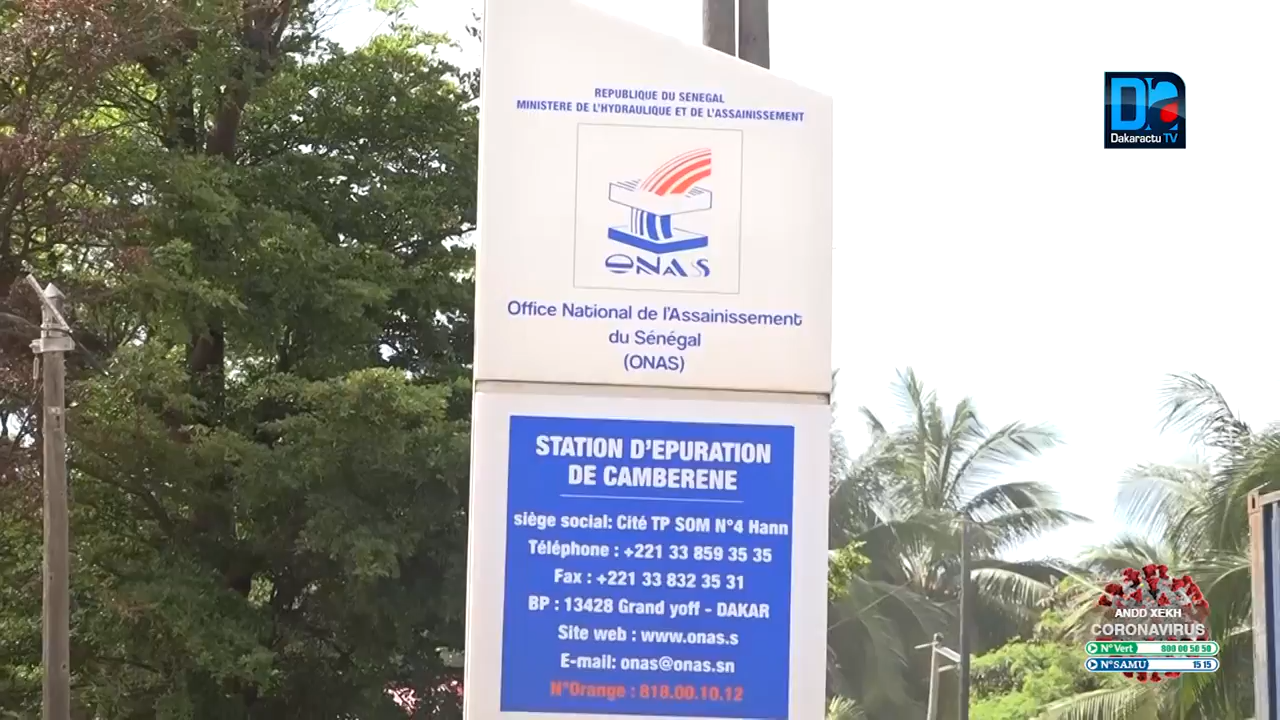 REPUBLIQUE DU SENEGAL
MINISTERE DE L'HYDRAULIQUE ET DE L'ASSAINISSEMENT
ONAS
Office National de l'Assainissement
du Sénégal
(ONAS)
STATION D'EPURATION
DE CAMBERENE
siège social: Cité TP SOM N°4 Hann
Téléphone : +221 33 859 35 35
Fax : +221 33 832 35 31
BP : 13428 Grand yoff - DAKAR
Site web : www.onas.s
E-mail: onas@onas.sn
N°Orange : 818.00.10.12
Dakaractu TV
ANDD XEKH
CORONAVIRUS
N° Vert 800 00 50 50
N°SAMU 15 15